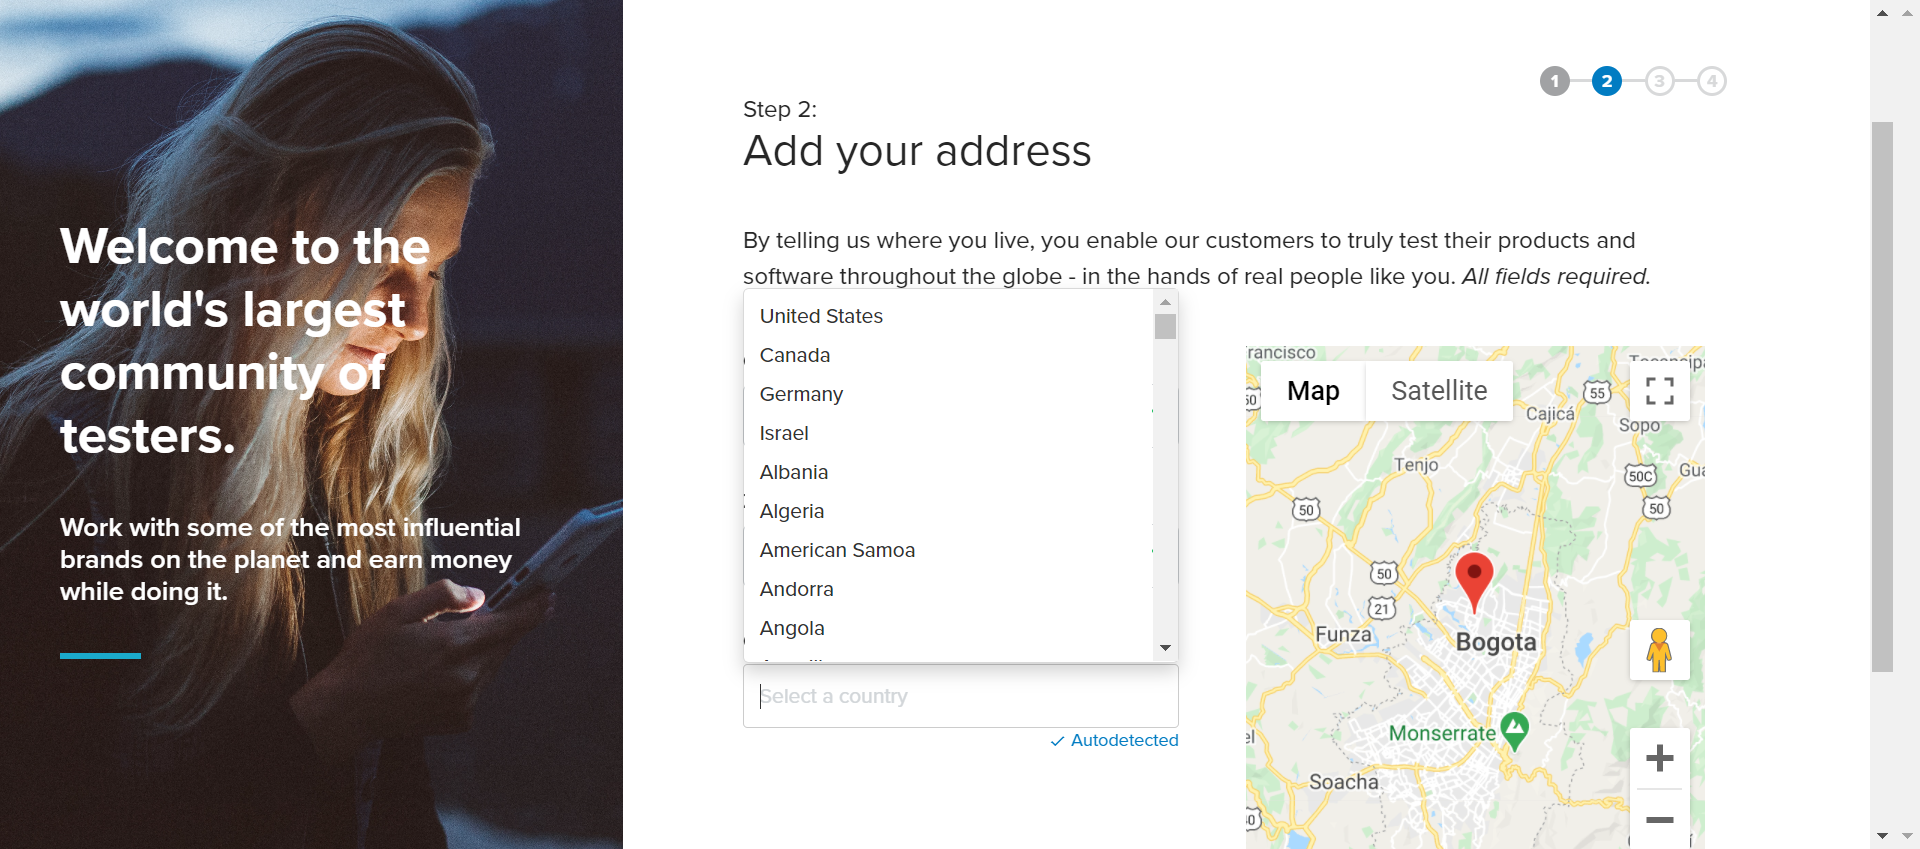 Welcome to the
world's largest
community of
testers.
Work with some of the most influential
brands on the planet and earn money
while doing it.
1
2
3
4
Step 2:
Add your address
By telling us where you live, you enable our customers to truly test their products and
software throughout the globe - in the hands of real people like you. All fields required.
United States
Canada
Germany
Israel
Albania
Algeria
American Samoa
Andorra
Angola
Select a country
Autodetected
Map
Satellite
Cajicá
55
Sopo
Tenjo
50C
50
50
50
21
Funza
Bogota
Monserrate
Soacha